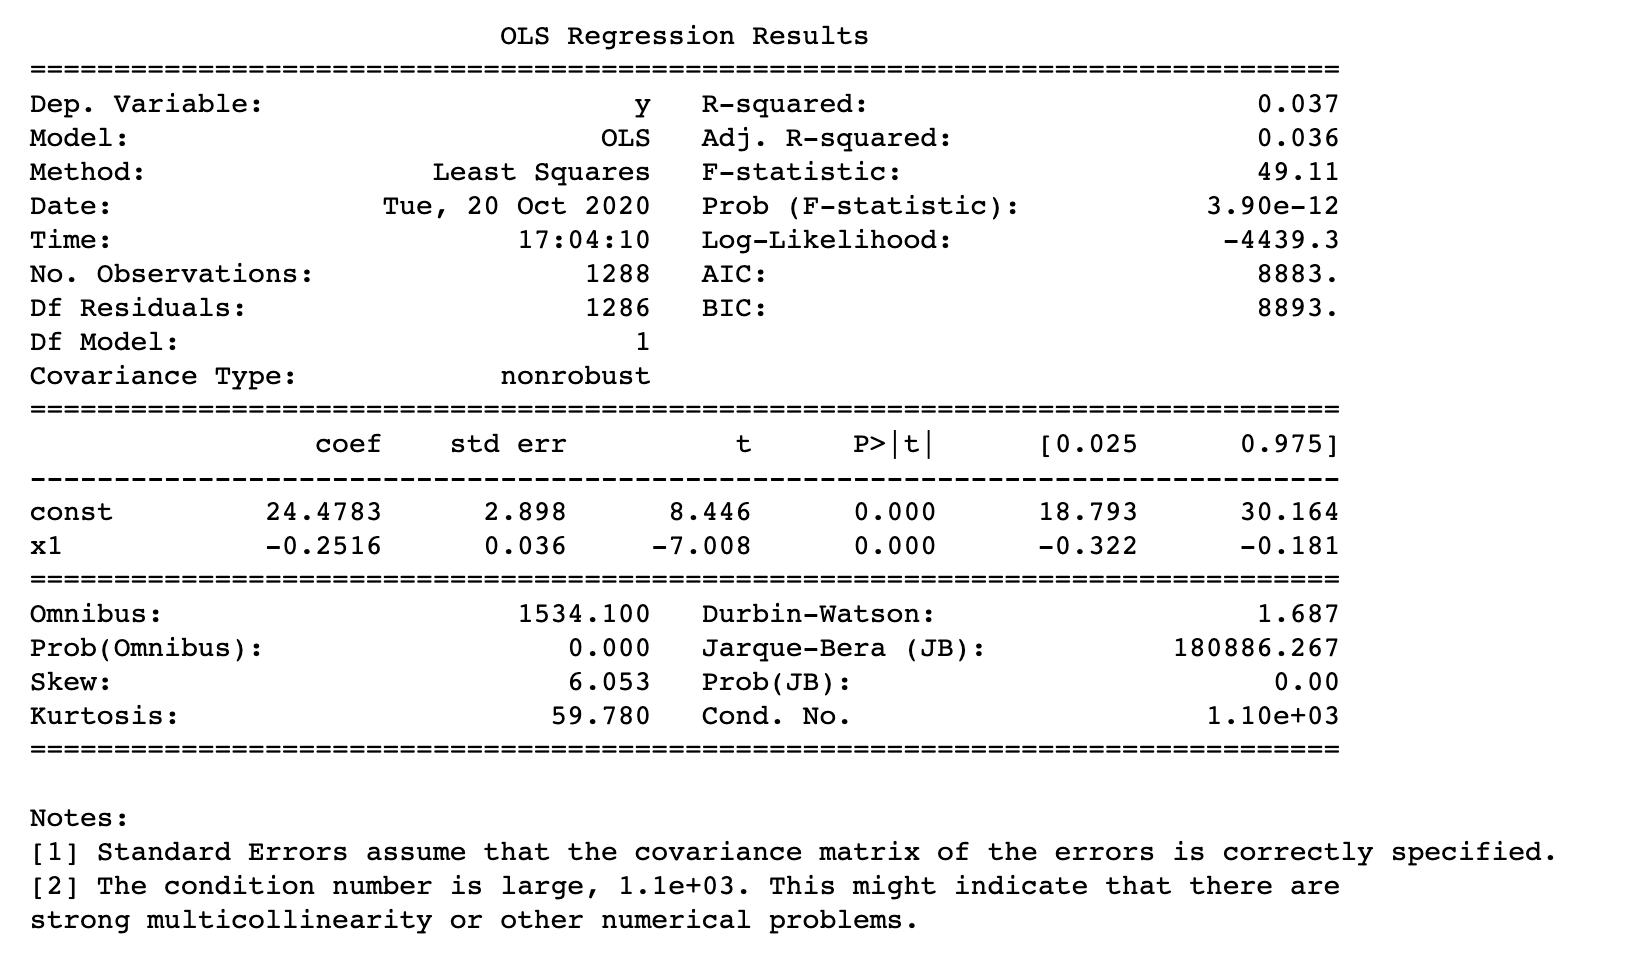 OLS Regression Results
==============================================================================
Dep. Variable:                      y   R-squared:                       0.037
Model:                            OLS   Adj. R-squared:                  0.036
Method:                 Least Squares   F-statistic:                     49.11
Date:                Tue, 20 Oct 2020   Prob (F-statistic):           3.90e-12
Time:                        17:04:10   Log-Likelihood:                -4439.3
No. Observations:                1288   AIC:                             8883.
Df Residuals:                    1286   BIC:                             8893.
Df Model:                           1
Covariance Type:            nonrobust
==============================================================================
                 coef    std err          t      P>|t|      [0.025      0.975]
------------------------------------------------------------------------------
const         24.4783      2.898      8.446      0.000      18.793      30.164
x1            -0.2516      0.036     -7.008      0.000      -0.322      -0.181
==============================================================================
Omnibus:                     1534.100   Durbin-Watson:                   1.687
Prob(Omnibus):                  0.000   Jarque-Bera (JB):           180886.267
Skew:                           6.053   Prob(JB):                         0.00
Kurtosis:                      59.780   Cond. No.                     1.10e+03
==============================================================================
Notes:
[1] Standard Errors assume that the covariance matrix of the errors is correctly specified.
[2] The condition number is large, 1.1e+03. This might indicate that there are
strong multicollinearity or other numerical problems.